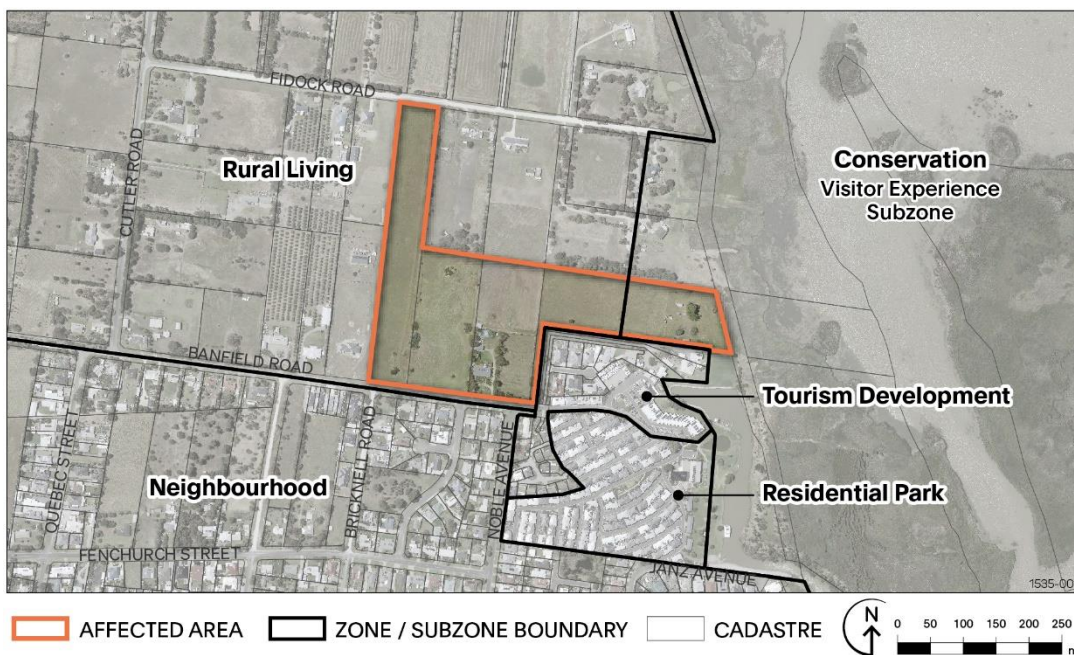 FIDOCK ROAD
Rural Living
CUTLER ROAD
Conservation
Visitor Experience
Subzone
BANFIELD ROAD
Tourism Development
QUEBEC STREET
Neighbourhood
BRICKNELL ROAD
NOBLE AVENUE
Residential Park
FENCHURCH STREET
JANZ AVENUE
1535-00
AFFECTED AREA
ZONE / SUBZONE BOUNDARY
CADASTRE
N
0 50 100 150 200 250
m